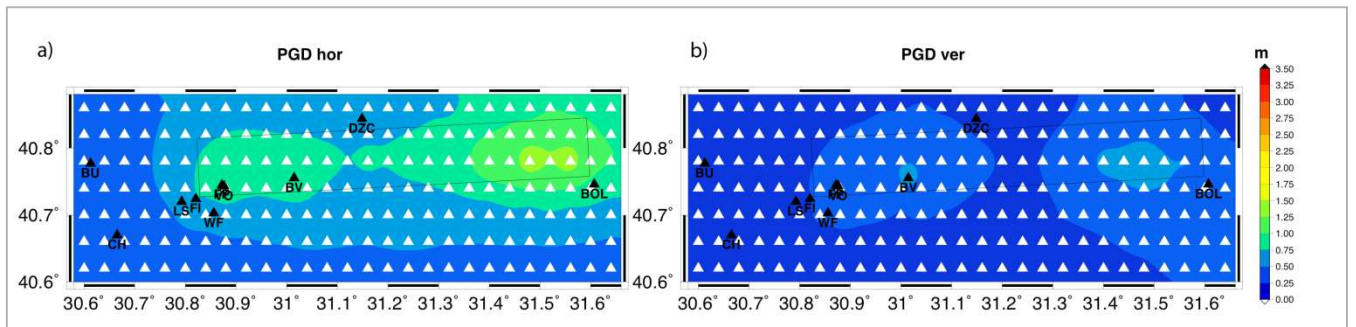 a)
PGD hor
40.8°
40.7°
40.6°
30.6° 30.7° 30.8° 30.9° 31° 31.1° 31.2° 31.3° 31.4° 31.5° 31.6°
DZC
BU
BV
VO
BOL
LS FI
WF
CH
b)
PGD ver
40.8°
40.7°
40.6°
30.6° 30.7° 30.8° 30.9° 31° 31.1° 31.2° 31.3° 31.4° 31.5° 31.6°
DZC
BU
BV
VO
BOL
LS FI
WF
CH
m
3.50
3.25
3.00
2.75
2.50
2.25
2.00
1.75
1.50
1.25
1.00
0.75
0.50
0.25
0.00